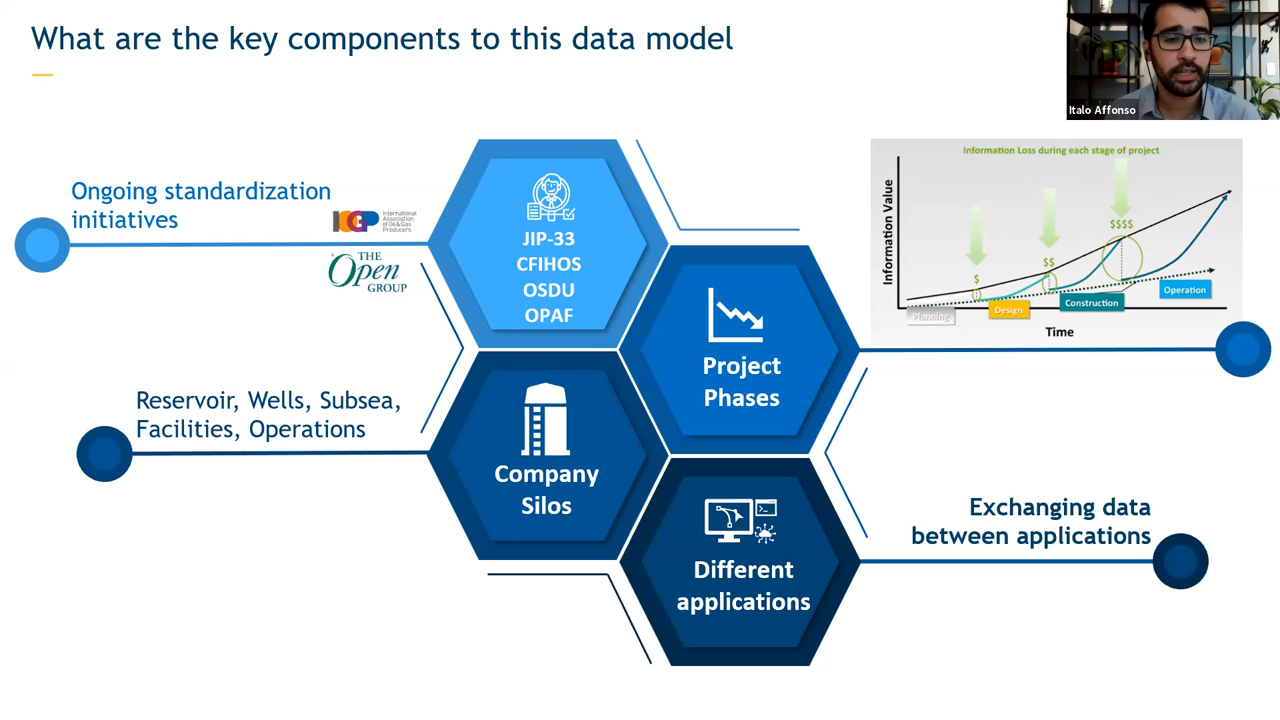 What are the key components to this data model
Italo Affonso
Ongoing standardization
initiatives
IOGP
International
Association
of Oil & Gas
Producers
THE
Open
GROUP
JIP-33
CFIHOS
OSDU
OPAF
Information Loss during each stage of project
Information Value
$
$$
$$$$
Planning
Design
Construction
Operation
Time
Project
Phases
Reservoir, Wells, Subsea,
Facilities, Operations
Company
Silos
Exchanging data
between applications
Different
applications